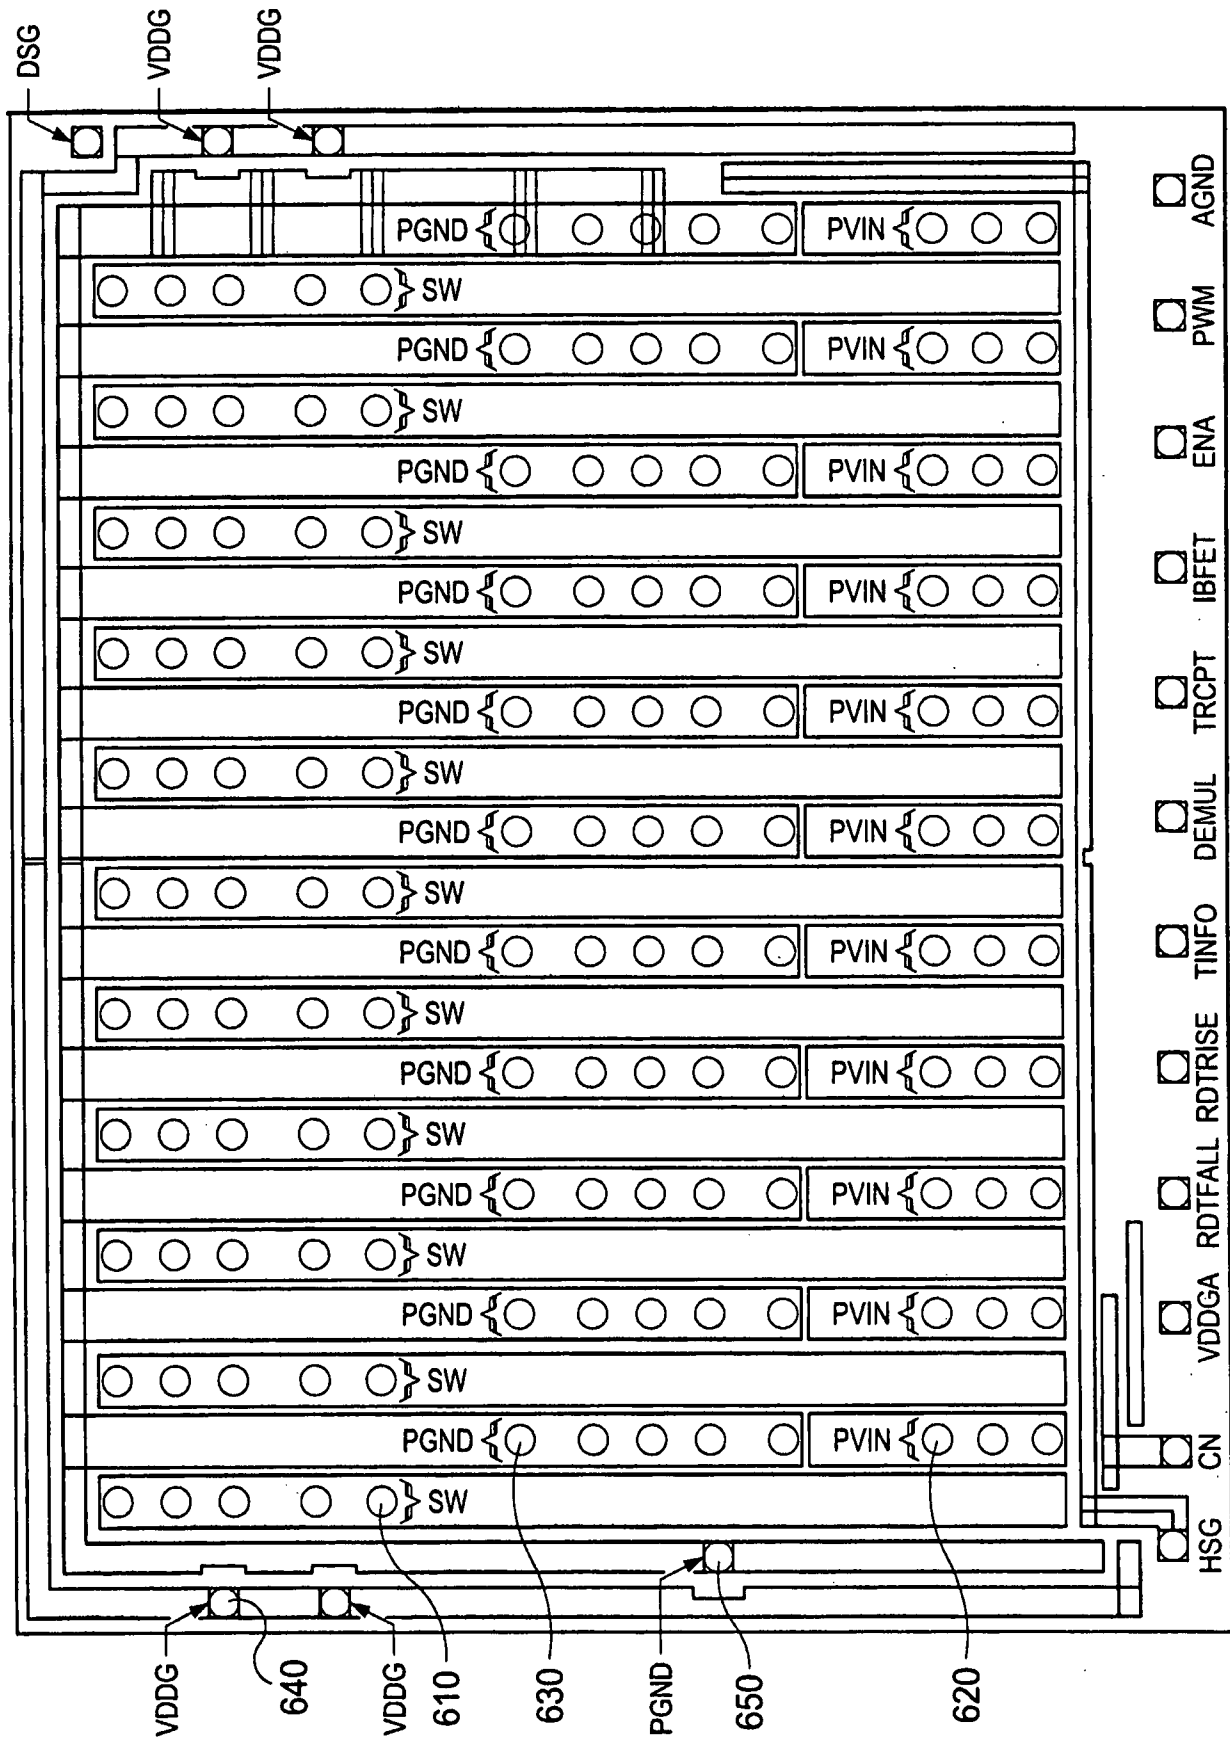 DSG
VDDG VDDG
VDDG
640
VDDG
610
SW PGND SW PGND SW PGND SW PGND SW PGND SW PGND SW PGND SW PGND SW PGND SW PGND SW PGND
630
PGND
650
PVIN PVIN PVIN PVIN PVIN PVIN PVIN PVIN PVIN PVIN PVIN
620
HSG CN VDDGA RDTFALL RDTRISE TINFO DEMUL TRCPT IBFET ENA PWM AGND